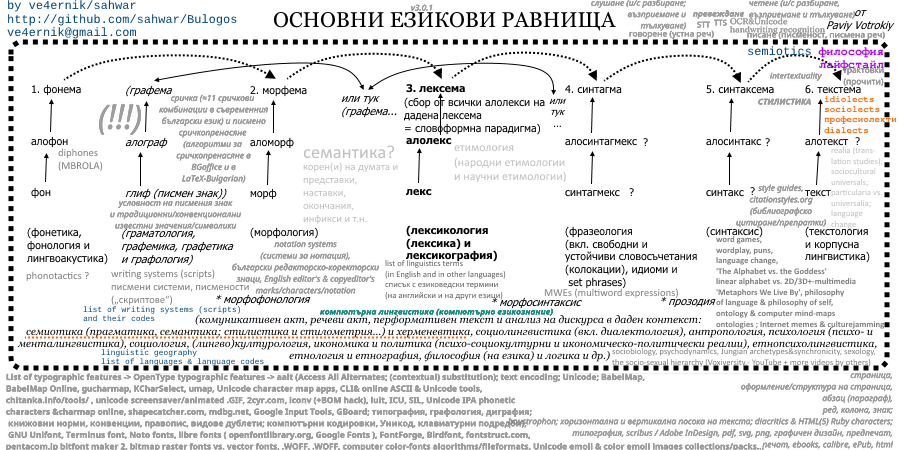 by ve4ernik/sahwar
http://github.com/sahwar/Bulogos
ve4ernik@gmail.com
v3.0.1
ОСНОВНИ ЕЗИКОВИ РАВНИЩА
слушане (и/с разбиране;
възприемане и
тълкуване)
говорене (устна реч)
превеждане
STT TTS
OCR&Unicode
handwriting recognition
четене (и/с разбиране;
възприемане и тълкуване)
писане (писменост, писмена реч)
от
Paviy Votrokiy
semiotics философия
лайфстайл
1. фонема
(графема
2. морфема
или тук
(графема...
3. лексема
(сбор от всички алолекси на
дадена лексема
= словоформна парадигма)
или
тук
...
4. синтагма
5. синтаксема
6. текстема
intertextuality
трактовки
(прочити)
СТИЛИСТИКА
idiolects
sociolects
професиолекти
dialects
(!!!)
сричка (≈11 сричкови
комбинации в съвременния
български език) и писмено
сричкопренасяне
(алгоритми за
сричкопренасяне в
BGoffice и в
LaTeX-Bulgarian)
алофон
алограф
аломорф
алолекс
алосинтагмекс ?
алосинтакс ?
алотекст ?
diphones
(MBROLA)
семантика?
корен(и) на думата и
представки,
наставки,
окончания,
инфикси и т.н.
етимология
(народни етимологии
и научни етимологии)
realia (trans-
lation studies);
sociocultural
universals;
particularia vs.
universalia;
language
change
фон
глиф (писмен знак))
морф
лекс
синтагмекс ?
синтакс ?
текст
style guides,
citationstyles.org
(библиографско
цитиране/препратки)
условност на писмения знак
и традиционни/конвенционални
известни значения/символики
(фонетика,
фонология и
лингвоакустика)
(граматология,
графемика, графетика
и графология)
(морфология)
(лексикология
(лексика) и
лексикография)
(фразеология
(вкл. свободни и
устойчиви словосъчетания
(колокации), идиоми и
set phrases)
(синтаксис)
(текстология
и корпусна
лингвистика)
notation systems
(системи за нотация),
български редакторско-коректорски
знаци, English editor's & copyeditor's
marks/characters/notation
list of linguistics terms
(in English and in other languages)
списък с езиковедски термини
(на английски и на други езици)
word games,
wordplay, puns,
language change,
'The Alphabet vs. the Goddess'
linear alphabet vs. 2D/3D+-multimedia
'Metaphors We Live By', philosophy
of language & philosophy of self,
ontology & computer mind-maps
ontologies ; Internet memes & culturejamming
phonotactics ?
writing systems (scripts)
писмени системи, писмености
(„скриптове“)
* морфофонология
MWEs (multiword expressions)
* морфосинтаксис
* прозодия
list of writing systems (scripts)
and their codes
компютърна лингвистика (компютърно езикознание)
(комуникативен акт, речеви акт, перформативен текст и анализ на дискурса в даден контекст:
семиотика (прагматика, семантика; стилистика и стилометрия...) и херменевтика, социолингвистика (вкл. диалектология), антропология, психология (психо- и
менталингвистика), социология, (лингво)културология, икономика и политика (психо-социокултурни и икономическо-политически реалии), етнопсихолингвистика,
етнология и етнография, философия (на езика) и логика и др.)
linguistic geography
list of languages & language codes
sociobiology, psychodynamics, Jungian archetypes&synchronicity, sexology,
the socio-sexual hierarchy (Voxiversity , YouTube + more videos by others)
List of typographic features -> OpenType typographic features -> aalt (Access All Alternates; (contextual) substitution); text encoding; Unicode; BabelMap,
BabelMap Online, gucharmap, KCharSelect, umap, Unicode character map apps, CLI& online ASCII & Unicode tools,
chitanka.info/tools/ , unicode screensaver/animated .GIF, 2cyr.com, iconv (+BOM hack), luit, ICU, SIL, Unicode IPA phonetic
characters &charmap online, shapecatcher.com, mdbg.net, Google Input Tools, GBoard; типография, графология, диграфия;
книжовни норми, конвенции, правопис, видове дублети; компютърни кодировки, Уникод, клавиатурни подредби,
GNU Unifont, Terminus font, Noto fonts, libre fonts ( openfontlibrary.org, Google Fonts ), FontForge, Birdfont, fontstruct.com,
pentacom.jp bitfont maker 2, bitmap raster fonts vs. vector fonts, .WOFF, .WOFF, computer color-fonts algorithms/fileformats, Unicode emoji & color emoji images collections/packs...
страница,
оформление/структура на страница,
абзац (параграф),
ред, колона, знак;
boustrophon; хоризонтална и вертикална посока на текста; diacritics & HTML(5) Ruby characters;
типография, scribus / Adobe InDesign, pdf, svg, png, графичен дизайн, предпечат,
печат, ebooks, calibre, ePub, html